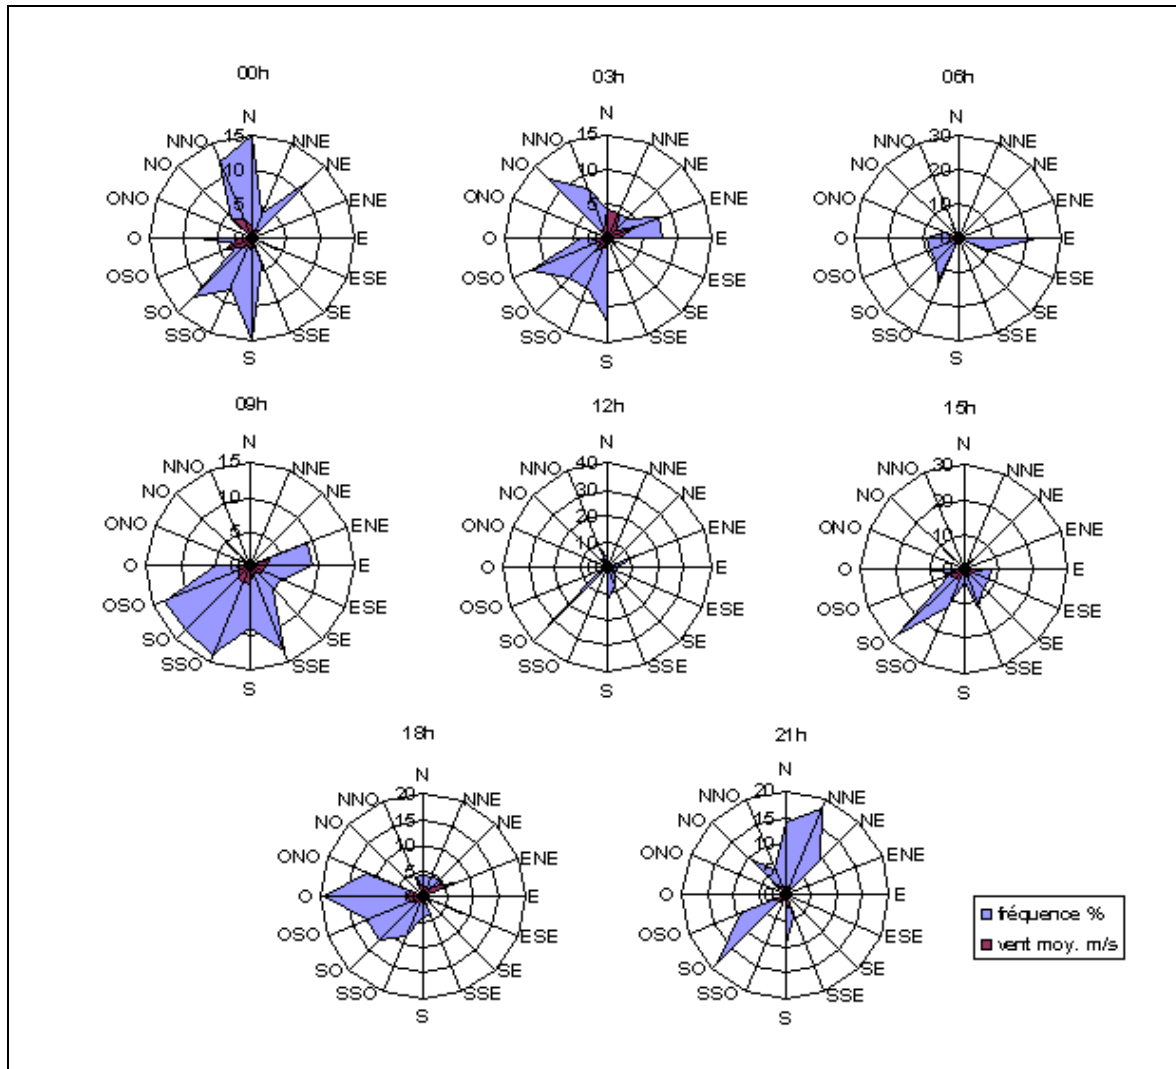 00h
N
NNO 15 NNE
NO NE
10
ONO ENE
5
O E
OSO ESE
SO SE
SSO SSE
S
03h
N
NNO 15 NNE
NO NE
10
ONO ENE
5
O E
OSO ESE
SO SE
SSO SSE
S
06h
N
NNO 30 NNE
NO NE
20
ONO ENE
10
O 0 E
OSO ESE
SO SE
SSO SSE
S
09h
N
NNO 15 NNE
NO NE
10
ONO ENE
5
O 0 E
OSO ESE
SO SE
SSO SSE
S
12h
N
NNO 40 NNE
NO 30 NE
20
ONO ENE
10
O 0 E
OSO ESE
SO SE
SSO SSE
S
15h
N
NNO 30 NNE
NO NE
20
ONO ENE
10
O 0 E
OSO ESE
SO SE
SSO SSE
S
18h
N
NNO 20 NNE
NO 15 NE
10
ONO ENE
5
O E
OSO ESE
SO SE
SSO SSE
S
21h
N
NNO 20 NNE
NO 15 NE
10
ONO ENE
5
O E
OSO ESE
SO SE
SSO SSE
S
fréquence %
vent moy. m/s